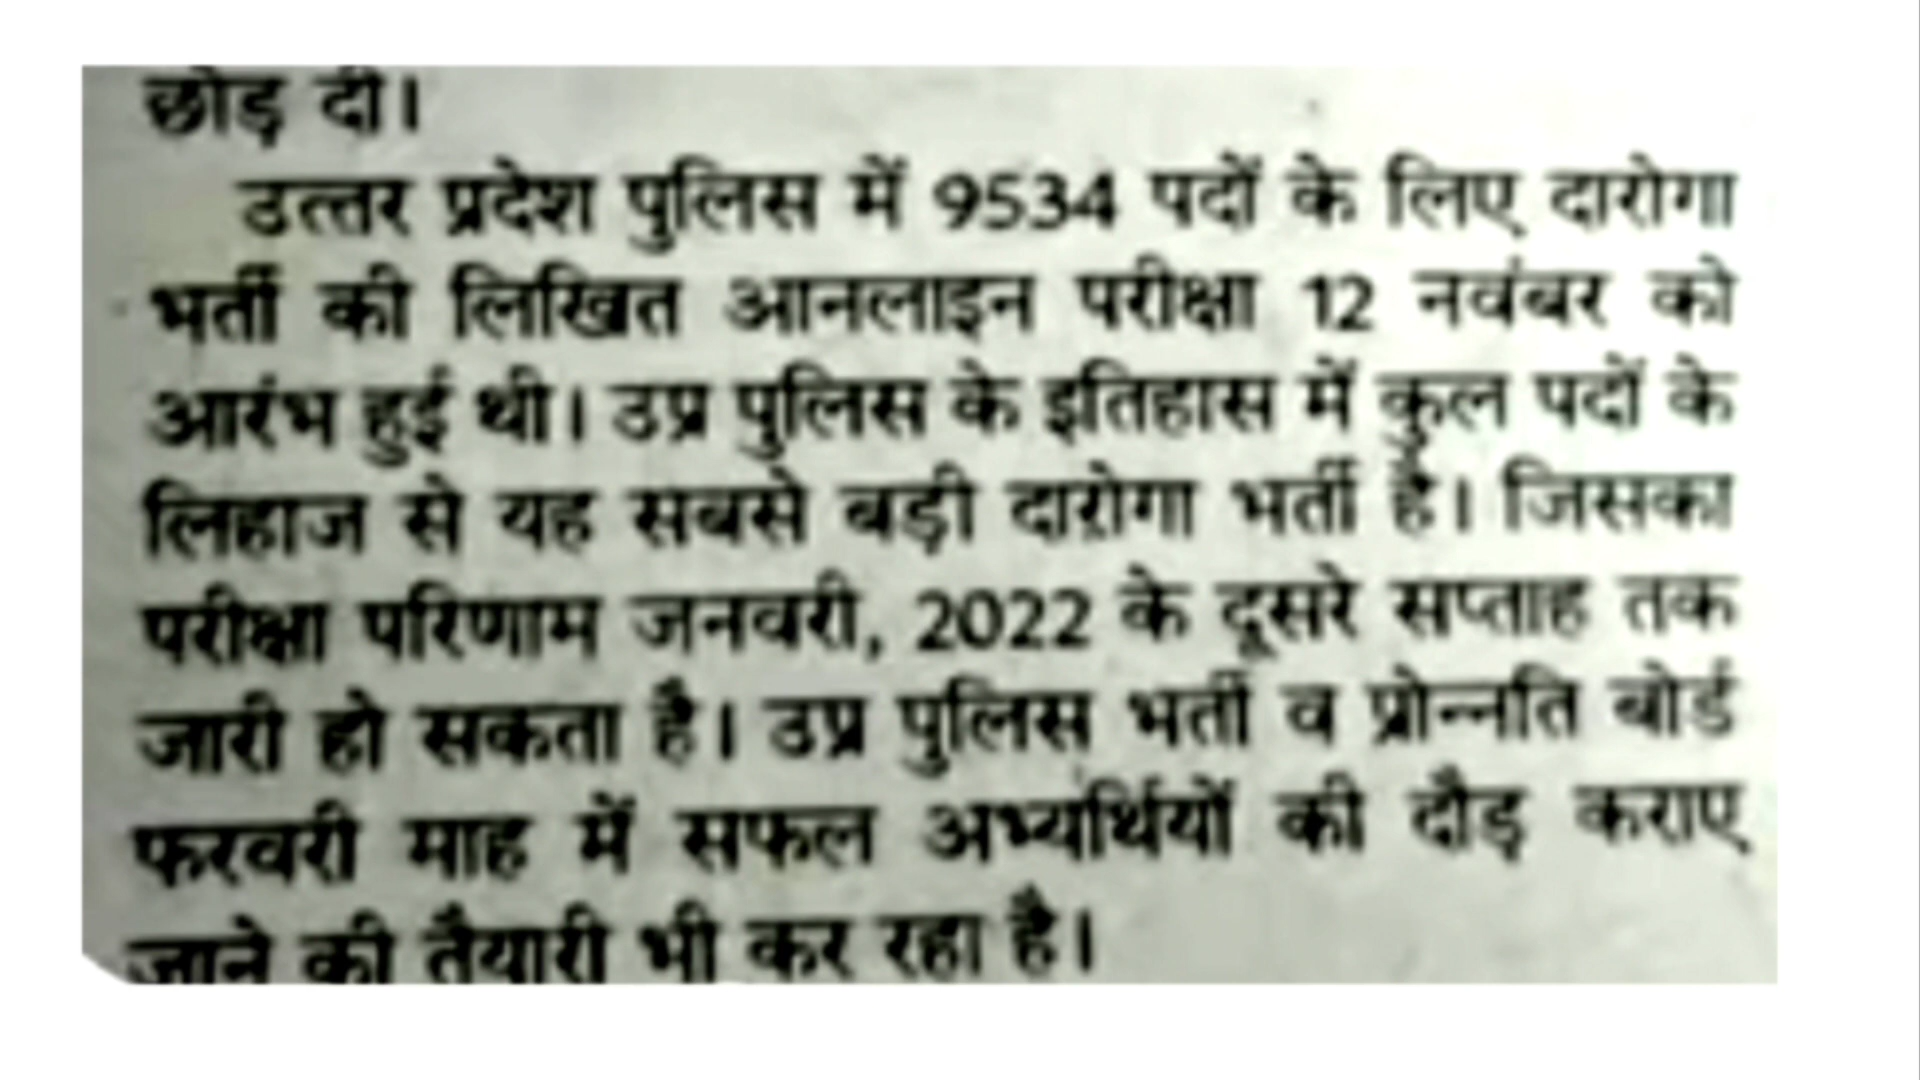 छोड़ दी।
उत्तर प्रदेश पुलिस में 9534 पदों के लिए दारोगा
भर्ती की लिखित आनलाइन परीक्षा 12 नवंबर को
आरंभ हुई थी। उप्र पुलिस के इतिहास में कुल पदों के
लिहाज से यह सबसे बड़ी दारोगा भर्ती है। जिसका
परीक्षा परिणाम जनवरी, 2022 के दूसरे सप्ताह तक
जारी हो सकता है। उप्र पुलिस भर्ती व प्रोन्नति बोर्ड
फरवरी माह में सफल अभ्यर्थियों की दौड़ कराए
जाने की तैयारी भी कर रहा है।